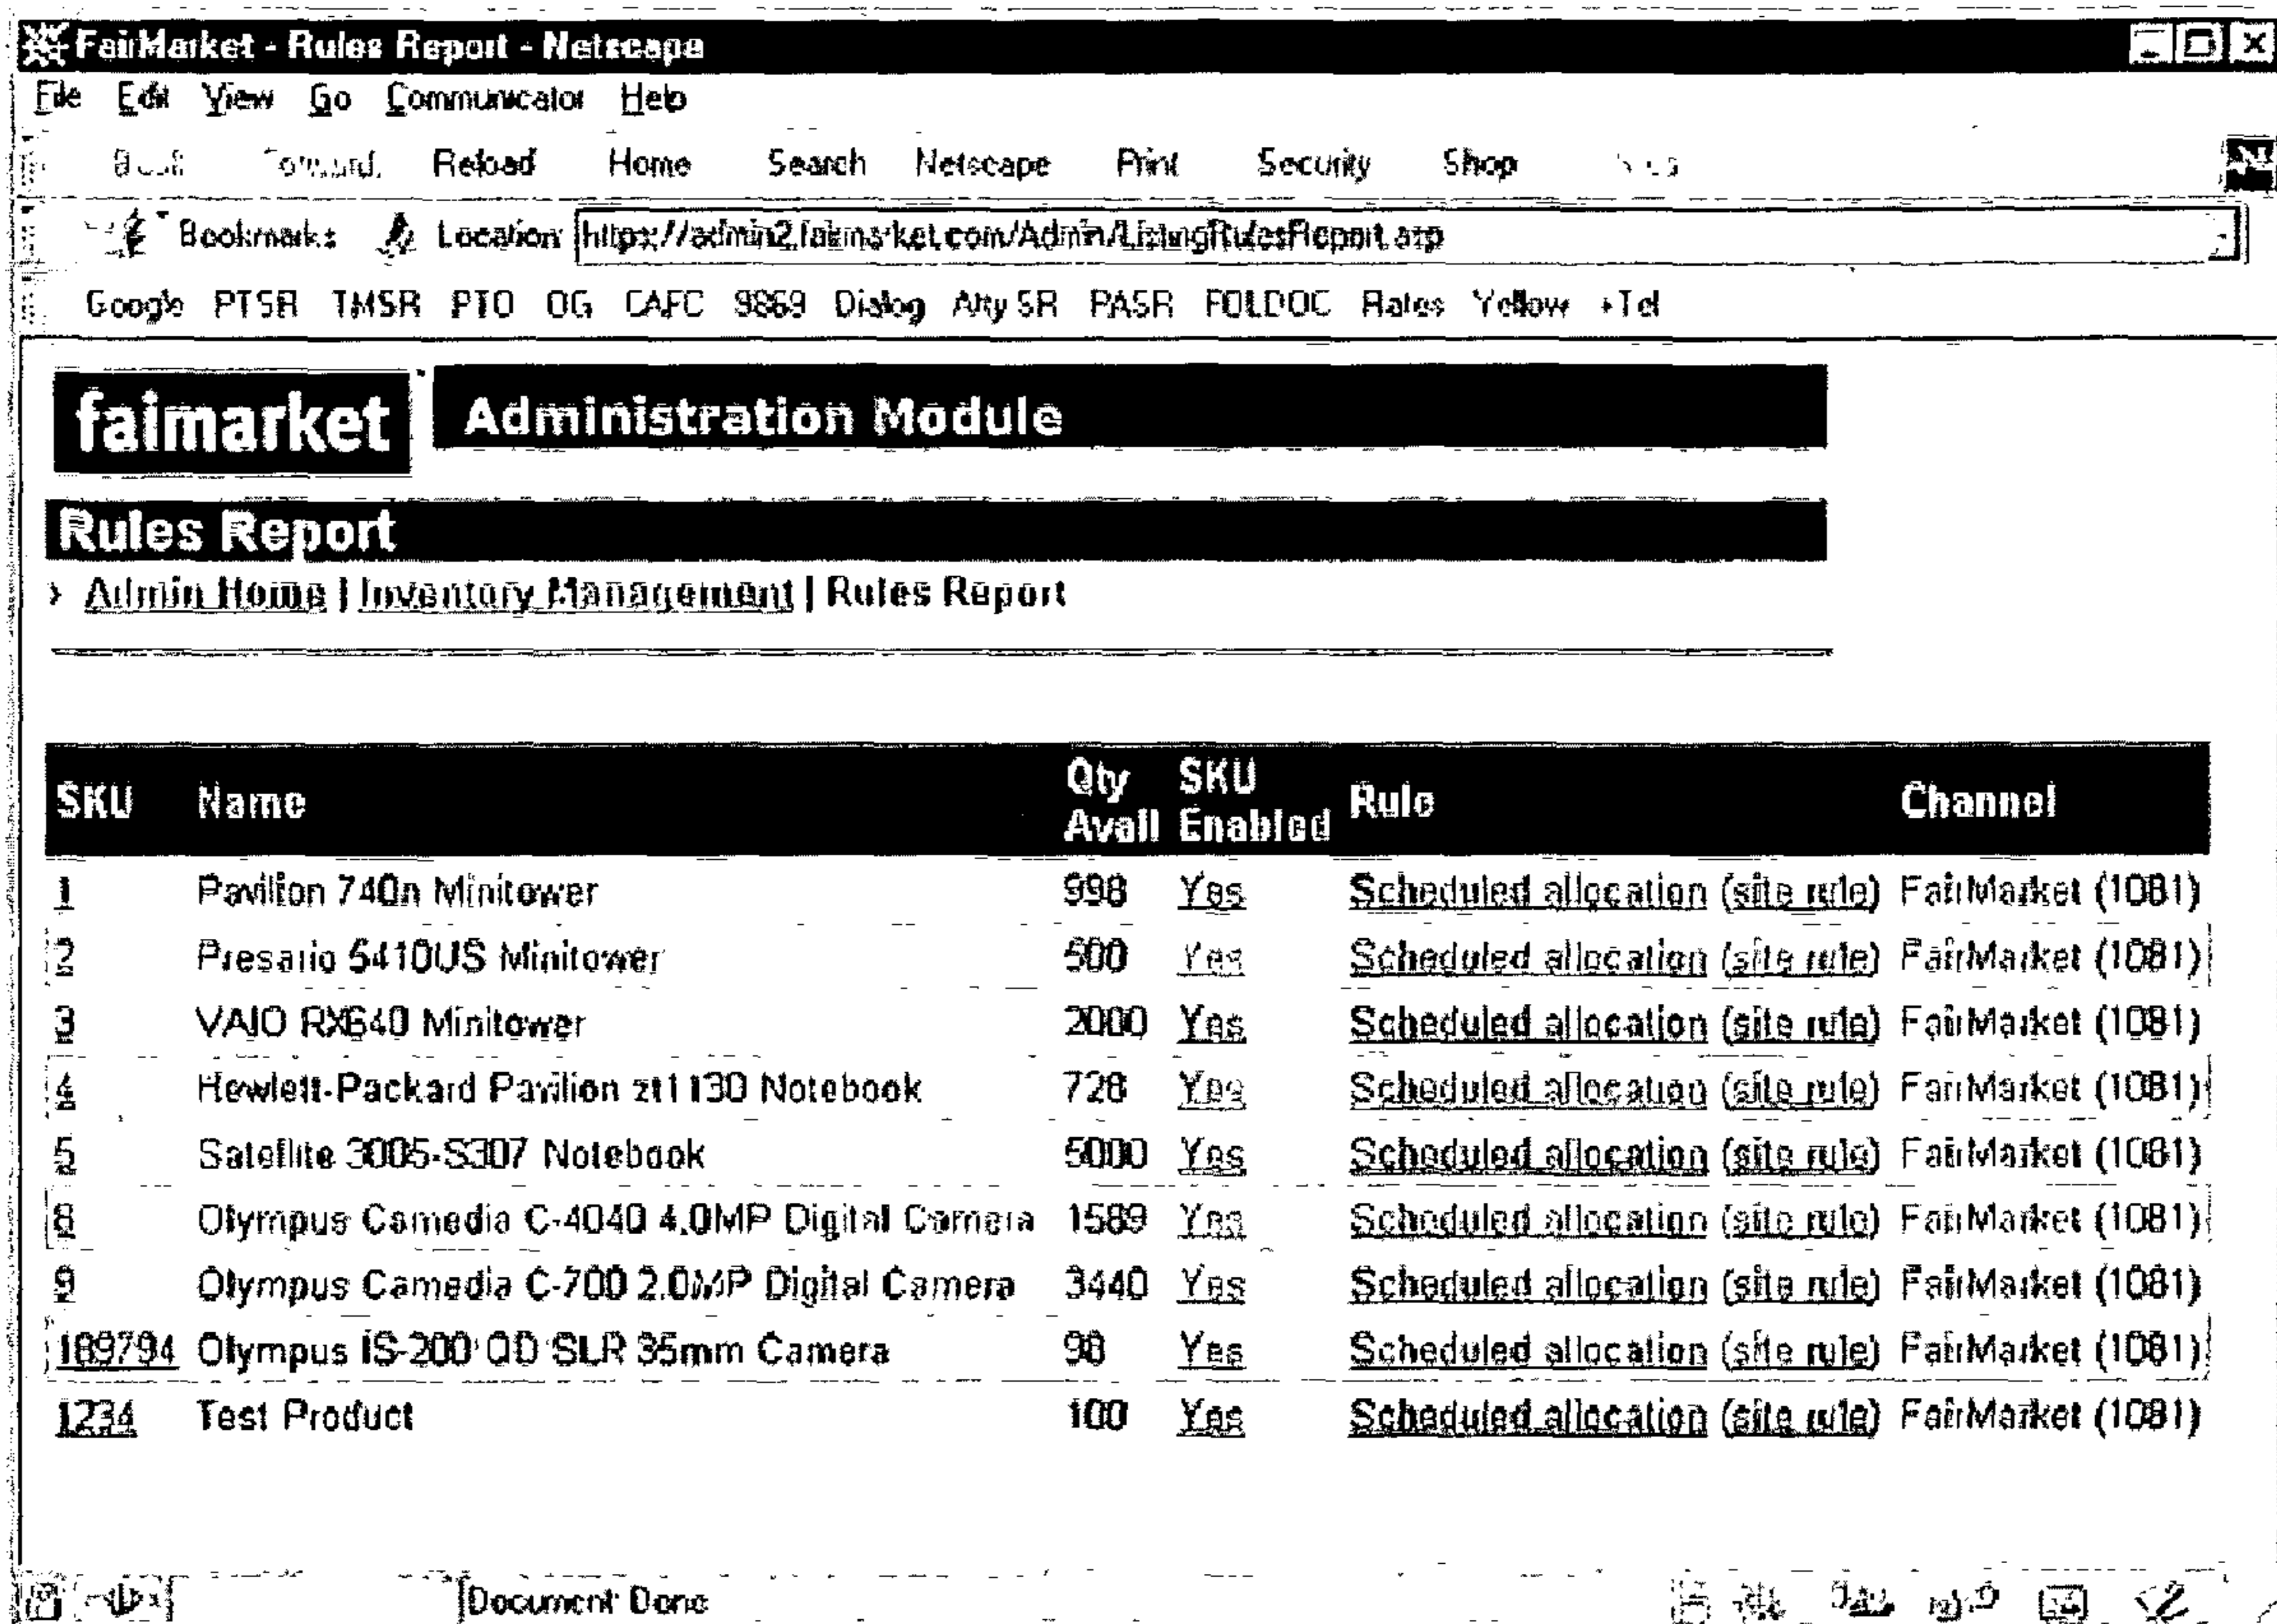 FairMarket - Rules Report - Netscape
File Edit View Go Communicator Help
Back Forward Reload Home Search Netscape Print Security Shop
Bookmarks Location https://admin2.fairmarket.com/Admin/ListingRulesReport.asp
Google PTSR TMSR PTO OG CAFC 9869 Dialog Atty SR PASR FOLDOC Rates Yellow +Tel
fairmarket Administration Module
Rules Report
> Admin Home | Inventory Management | Rules Report
SKU Name Qty Avail SKU Enabled Rule Channel
1 Pavilion 740n Minitower 998 Yes Scheduled allocation (site rule) FairMarket (1081)
2 Presario 5410US Minitower 500 Yes Scheduled allocation (site rule) FairMarket (1081)
3 VAIO RX640 Minitower 2000 Yes Scheduled allocation (site rule) FairMarket (1081)
4 Hewlett-Packard Pavilion zt1130 Notebook 728 Yes Scheduled allocation (site rule) FairMarket (1081)
5 Satellite 3005-S307 Notebook 5000 Yes Scheduled allocation (site rule) FairMarket (1081)
8 Olympus Camedia C-4040 4.0MP Digital Camera 1589 Yes Scheduled allocation (site rule) FairMarket (1081)
9 Olympus Camedia C-700 2.0MP Digital Camera 3440 Yes Scheduled allocation (site rule) FairMarket (1081)
189794 Olympus IS-200 QD SLR 35mm Camera 98 Yes Scheduled allocation (site rule) FairMarket (1081)
1234 Test Product 100 Yes Scheduled allocation (site rule) FairMarket (1081)
Document: Done